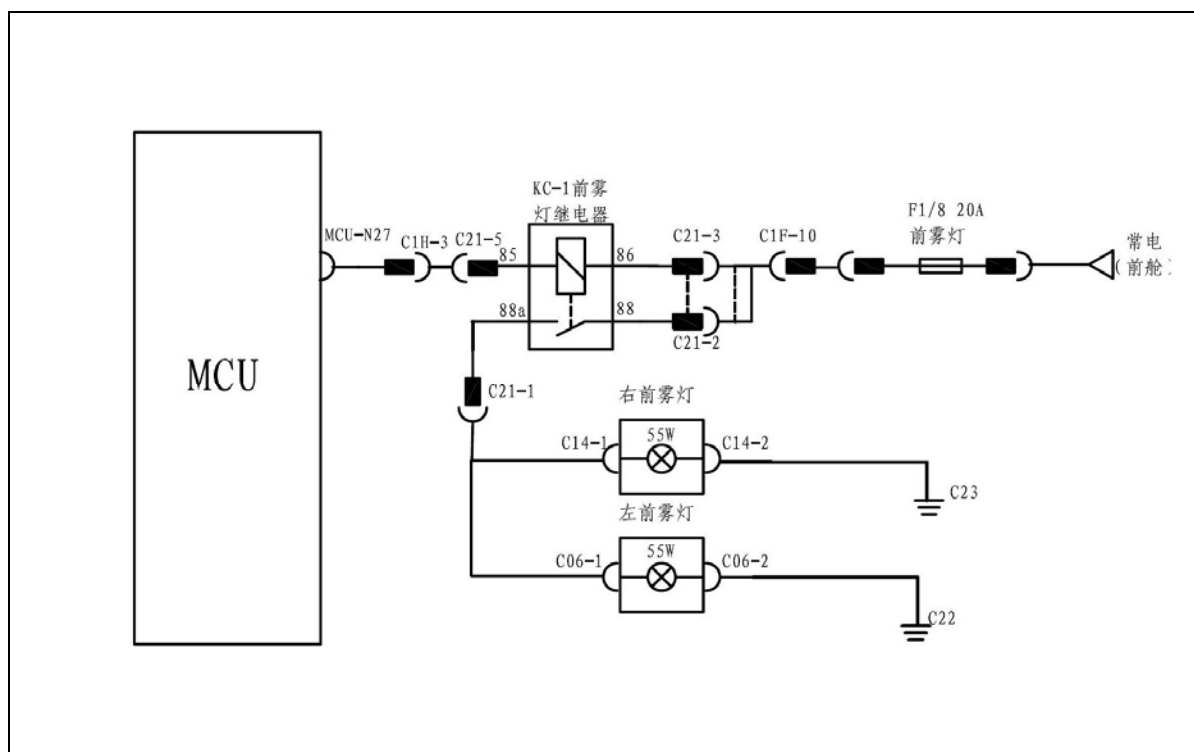 KC-1前雾
灯继电器
F1/8 20A
前雾灯
常电
(前舱)
MCU-N27
C1H-3
C21-5
85
86
C21-3
C1F-10
88a
88
C21-2
MCU
C21-1
右前雾灯
C14-1
55W
C14-2
C23
左前雾灯
C06-1
55W
C06-2
C22